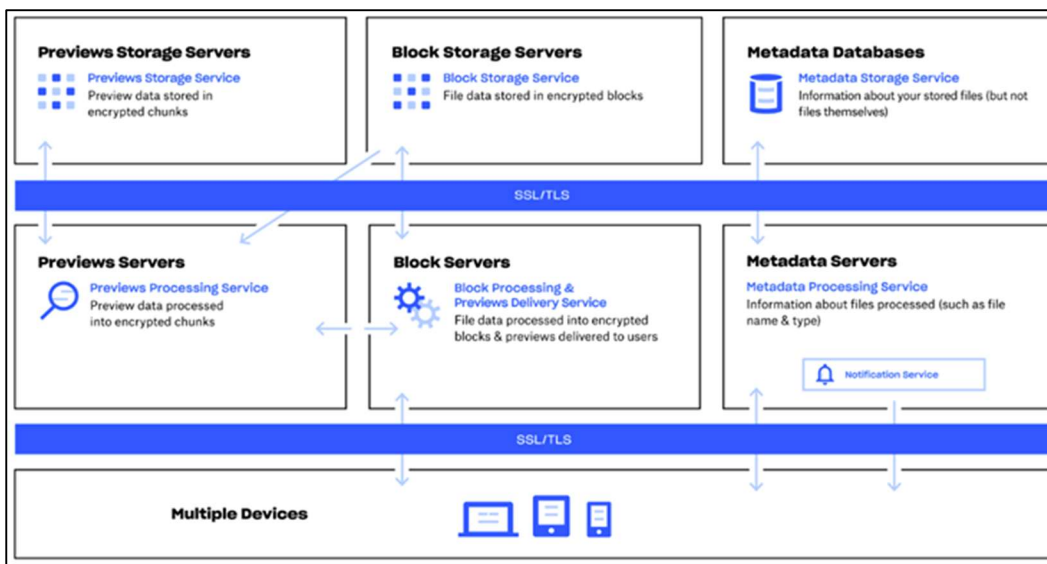 Previews Storage Servers
Previews Storage Service
Preview data stored in
encrypted chunks
Block Storage Servers
Block Storage Service
File data stored in encrypted blocks
Metadata Databases
Metadata Storage Service
Information about your stored files (but not
files themselves)
SSL/TLS
Previews Servers
Previews Processing Service
Preview data processed
into encrypted chunks
Block Servers
Block Processing &
Previews Delivery Service
File data processed into encrypted
blocks & previews delivered to users
Metadata Servers
Metadata Processing Service
Information about files processed (such as file
name & type)
Notification Service
SSL/TLS
Multiple Devices